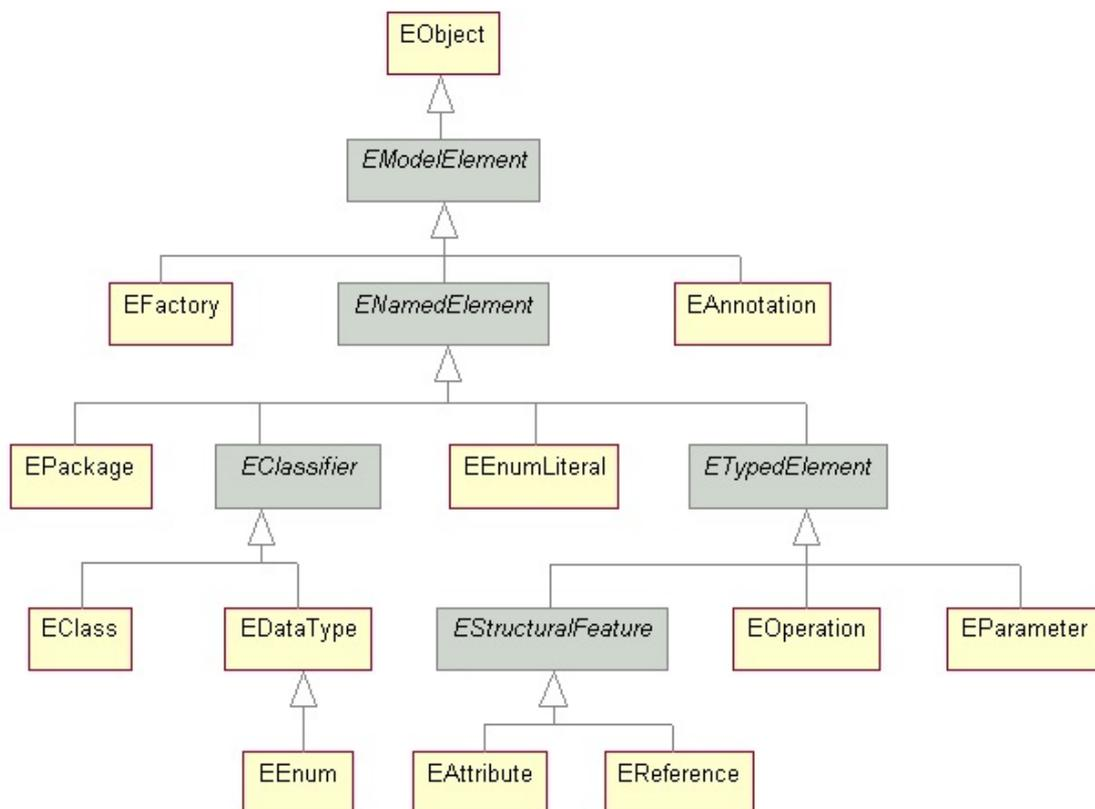 EObject
EModelElement
EFactory
ENamedElement
EAnnotation
EPackage
EClassifier
EEnumLiteral
ETypedElement
EClass
EDataType
EStructuralFeature
EOperation
EParameter
EEnum
EAttribute
EReference